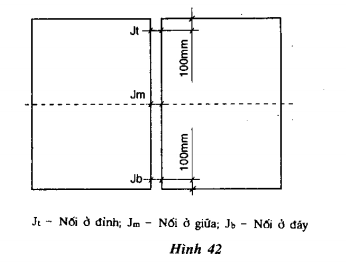 Jt
100mm
Jm
100mm
Jb
Jt – Nối ở đỉnh; Jm – Nối ở giữa; Jb – Nối ở đáy
Hình 42